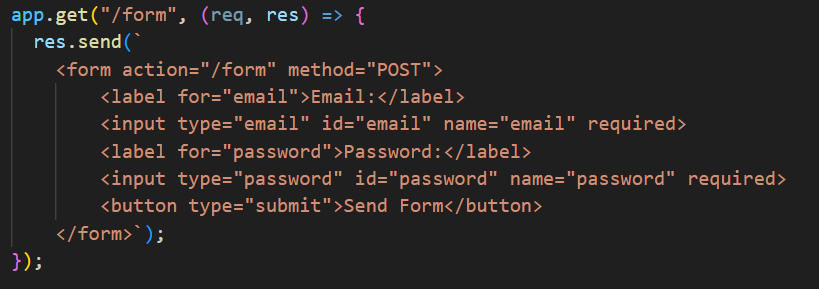 app.get("/form", (req, res) => {
  res.send(`
    <form action="/form" method="POST">
        <label for="email">Email:</label>
        <input type="email" id="email" name="email" required>
        <label for="password">Password:</label>
        <input type="password" id="password" name="password" required>
        <button type="submit">Send Form</button>
    </form>`);
});